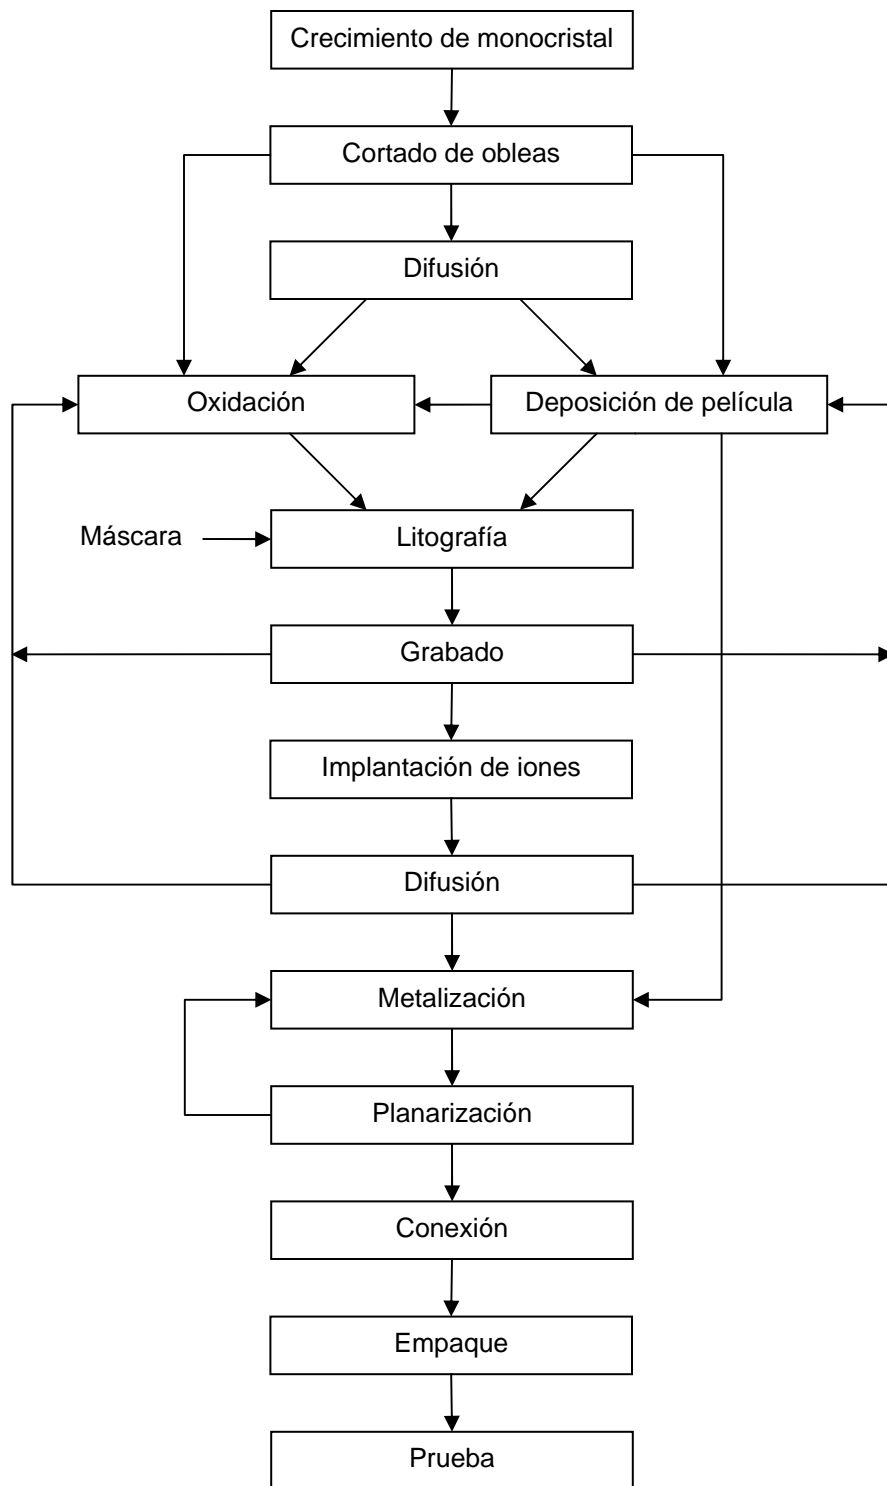 Crecimiento de monocristal
Cortado de obleas
Difusión
Oxidación
Deposición de película
Máscara
Litografía
Grabado
Implantación de iones
Difusión
Metalización
Planarización
Conexión
Empaque
Prueba